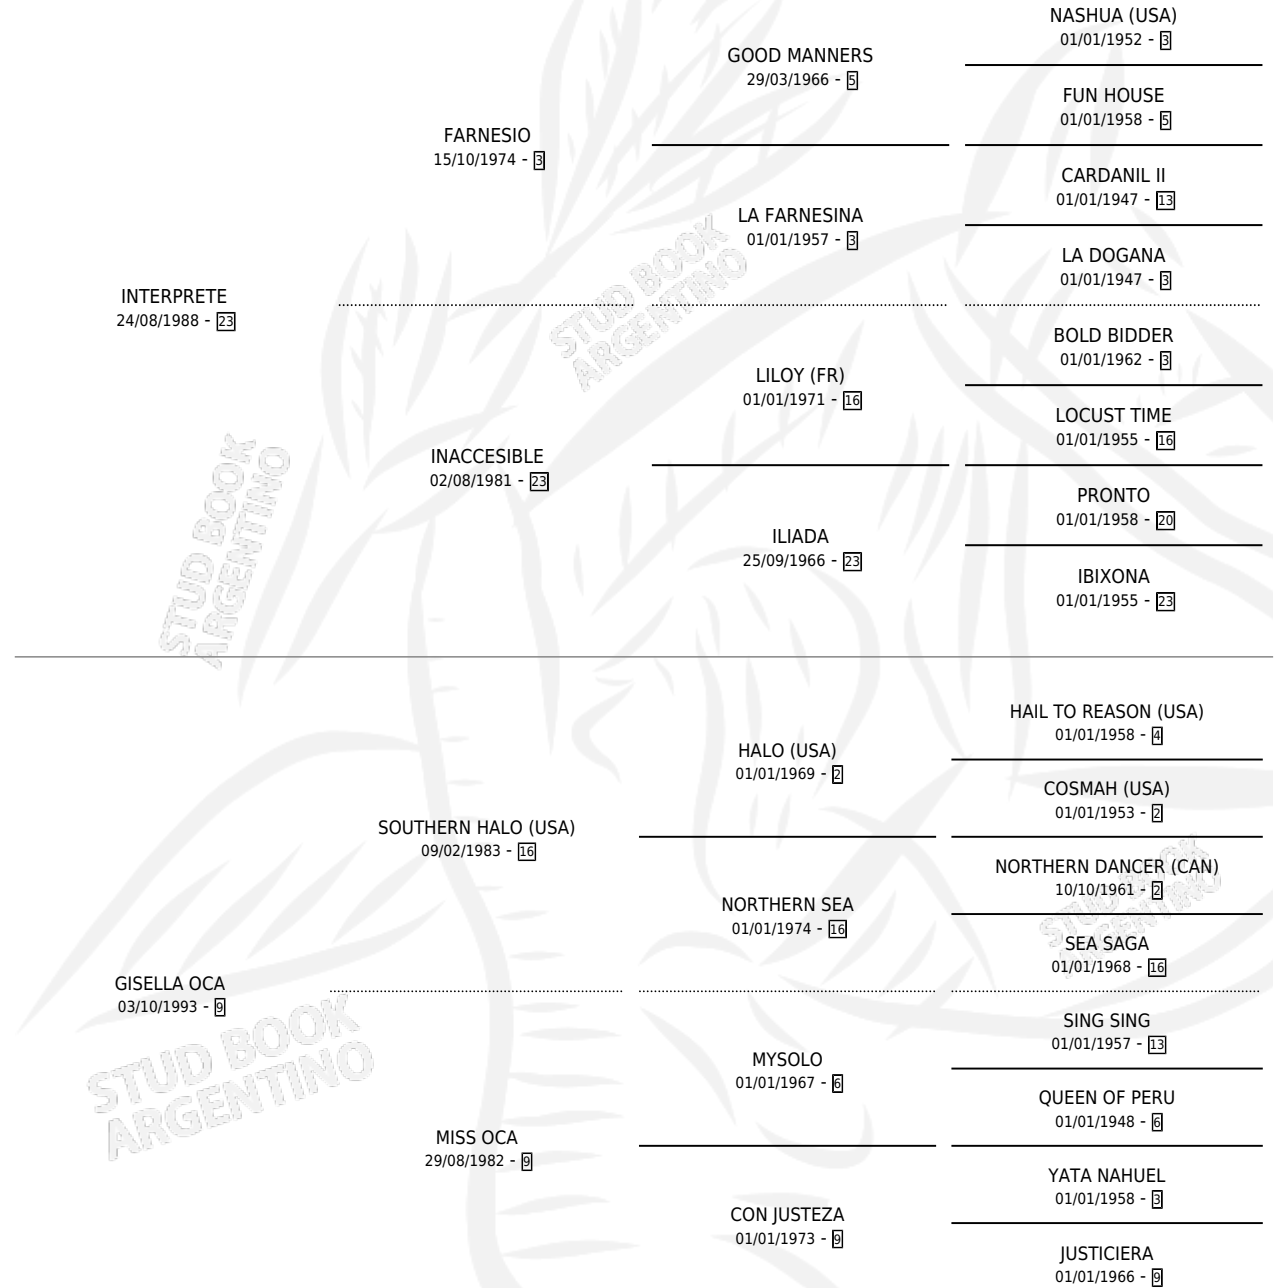 NASHUA (USA)
01/01/1952 - 3
GOOD MANNERS
29/03/1966 - 5
FUN HOUSE
01/01/1958 - 5
FARNESIO
15/10/1974 - 3
CARDANIL II
01/01/1947 - 13
LA FARNESINA
01/01/1957 - 3
LA DOGANA
01/01/1947 - 3
INTERPRETE
24/08/1988 - 23
BOLD BIDDER
01/01/1962 - 3
LILOY (FR)
01/01/1971 - 16
LOCUST TIME
01/01/1955 - 16
INACCESIBLE
02/08/1981 - 23
PRONTO
01/01/1958 - 20
ILIADA
25/09/1966 - 23
IBIXONA
01/01/1955 - 23
HAIL TO REASON (USA)
01/01/1958 - 4
HALO (USA)
01/01/1969 - 2
COSMAH (USA)
01/01/1953 - 2
SOUTHERN HALO (USA)
09/02/1983 - 16
NORTHERN DANCER (CAN)
10/10/1961 - 2
NORTHERN SEA
01/01/1974 - 16
SEA SAGA
01/01/1968 - 16
GISELLA OCA
03/10/1993 - 9
SING SING
01/01/1957 - 13
MYSOLO
01/01/1967 - 6
QUEEN OF PERU
01/01/1948 - 6
MISS OCA
29/08/1982 - 9
YATA NAHUEL
01/01/1958 - 3
CON JUSTEZA
01/01/1973 - 9
JUSTICIERA
01/01/1966 - 9
STUD BOOK
ARGENTINO
STUD BOOK
ARGENTINO
STUD BOOK
ARGENTINO
STUD BOOK
ARGENTINO